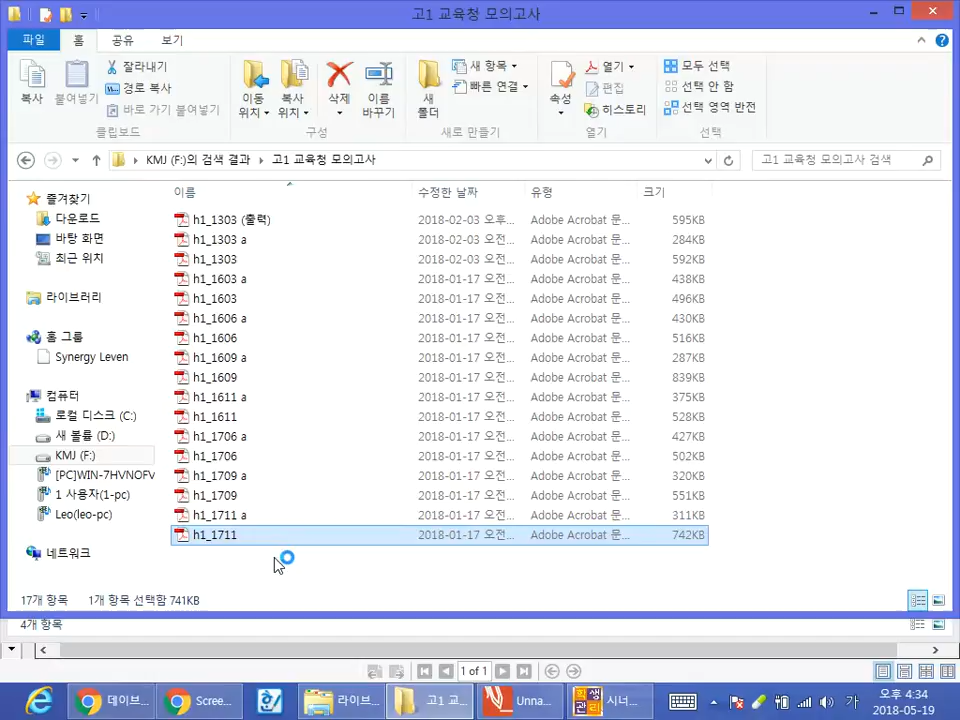 고1 교육청 모의고사
파일 홈 공유 보기
복사 붙여넣기 잘라내기 경로 복사 바로 가기 붙여넣기
클립보드
이동 위치 복사 위치 삭제 이름 바꾸기
구성
새 폴더 새 항목 빠른 연결
새로 만들기
속성 열기 편집 히스토리
열기
모두 선택 선택 안 함 선택 영역 반전
선택
KMJ (F:)의 검색 결과 고1 교육청 모의고사
고1 교육청 모의고사 검색
즐겨찾기
다운로드
바탕 화면
최근 위치
라이브러리
홈 그룹
Synergy Leven
컴퓨터
로컬 디스크 (C:)
새 볼륨 (D:)
KMJ (F:)
[PC]WIN-7HVNOFV
1 사용자(1-pc)
Leo(leo-pc)
네트워크
이름 수정한 날짜 유형 크기
h1_1303 (출력) 2018-02-03 오후... Adobe Acrobat 문... 595KB
h1_1303 a 2018-02-03 오전... Adobe Acrobat 문... 284KB
h1_1303 2018-02-03 오전... Adobe Acrobat 문... 592KB
h1_1603 a 2018-01-17 오전... Adobe Acrobat 문... 438KB
h1_1603 2018-01-17 오전... Adobe Acrobat 문... 496KB
h1_1606 a 2018-01-17 오전... Adobe Acrobat 문... 430KB
h1_1606 2018-01-17 오전... Adobe Acrobat 문... 516KB
h1_1609 a 2018-01-17 오전... Adobe Acrobat 문... 287KB
h1_1609 2018-01-17 오전... Adobe Acrobat 문... 839KB
h1_1611 a 2018-01-17 오전... Adobe Acrobat 문... 375KB
h1_1611 2018-01-17 오전... Adobe Acrobat 문... 528KB
h1_1706 a 2018-01-17 오전... Adobe Acrobat 문... 427KB
h1_1706 2018-01-17 오전... Adobe Acrobat 문... 502KB
h1_1709 a 2018-01-17 오전... Adobe Acrobat 문... 320KB
h1_1709 2018-01-17 오전... Adobe Acrobat 문... 551KB
h1_1711 a 2018-01-17 오전... Adobe Acrobat 문... 311KB
h1_1711 2018-01-17 오전... Adobe Acrobat 문... 742KB
17개 항목 1개 항목 선택함 741KB
4개 항목
1 of 1
데이브... Scree... 라이브... 고1 교... Unna... 학생 관리 시너... 가
오후 4:34
2018-05-19